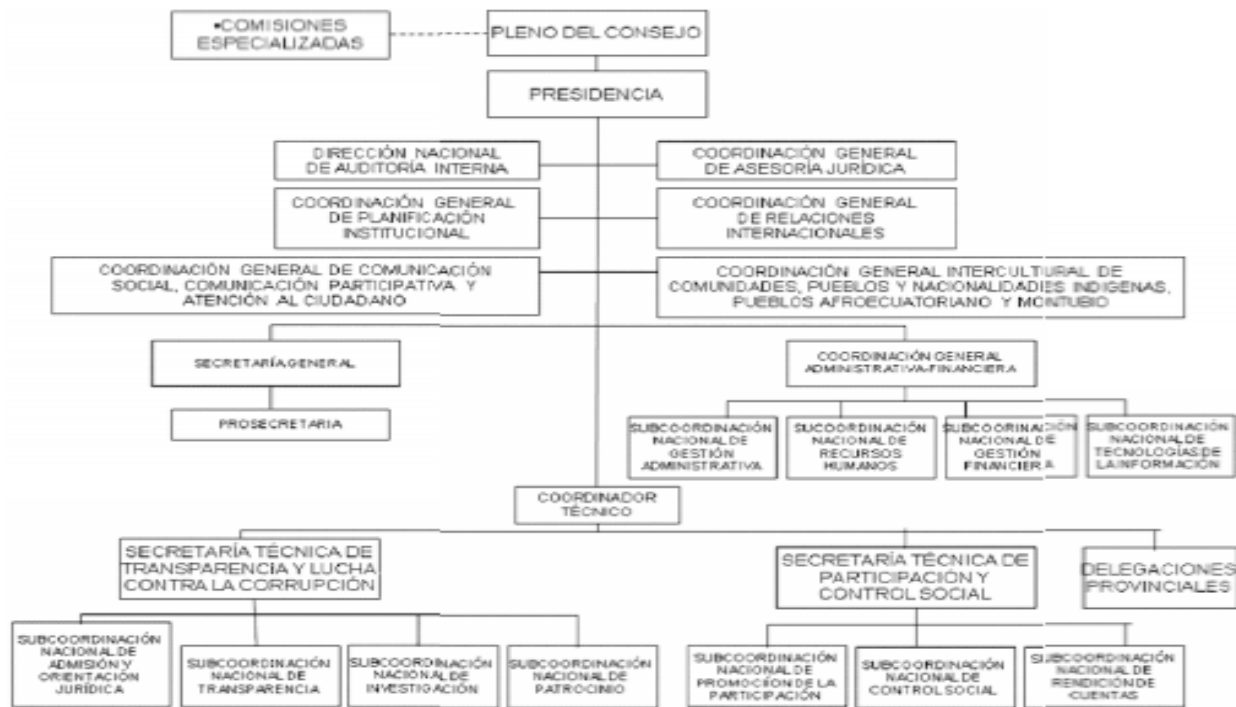 •COMISIONES
ESPECIALIZADAS
PLENO DEL CONSEJO
PRESIDENCIA
DIRECCIÓN NACIONAL
DE AUDITORÍA INTERNA
COORDINACIÓN GENERAL
DE ASESORÍA JURÍDICA
COORDINACIÓN GENERAL
DE PLANIFICACIÓN
INSTITUCIONAL
COORDINACIÓN GENERAL
DE RELACIONES
INTERNACIONALES
COORDINACIÓN GENERAL DE COMUNICACIÓN
SOCIAL, COMUNICACIÓN PARTICIPATIVA Y
ATENCIÓN AL CIUDADANO
COORDINACIÓN GENERAL INTERCULTURAL DE
COMUNIDADES, PUEBLOS Y NACIONALIDADES INDIGENAS,
PUEBLOS AFROECUATORIANO Y MONTUBIO
SECRETARÍA GENERAL
COORDINACIÓN GENERAL
ADMINISTRATIVA-FINANCIERA
PROSECRETARIA
SUBCOORDINACIÓN
NACIONAL DE
GESTIÓN
ADMINISTRATIVA
SUCOORDINACIÓN
NACIONAL DE
RECURSOS
HUMANOS
SUBCOORINACIÓN
NACIONAL DE
GESTIÓN
FINANCIERA
SUBCOORDINACIÓN
NACIONAL DE
TECNOLOGÍAS DE
LA INFORMACIÓN
COORDINADOR
TÉCNICO
SECRETARÍA TÉCNICA DE
TRANSPARENCIA Y LUCHA
CONTRA LA CORRUPCIÓN
SECRETARÍA TÉCNICA DE
PARTICIPACIÓN Y
CONTROL SOCIAL
DELEGACIONES
PROVINCIALES
SUBCOORDINACIÓN
NACIONAL DE
ADMISIÓN Y
ORIENTACIÓN
JURÍDICA
SUBCOORDINACIÓN
NACIONAL DE
TRANSPARENCIA
SUBCOORDINACIÓN
NACIONAL DE
INVESTIGACIÓN
SUBCOORDINACIÓN
NACIONAL DE
PATROCINIO
SUBCOORDINACIÓN
NACIONAL DE
PROMOCIÓN DE LA
PARTICIPACIÓN
SUBCOORDINACIÓN
NACIONAL DE
CONTROL SOCIAL
SUBCOORDINACIÓN
NACIONAL DE
RENDICIÓN DE
CUENTAS